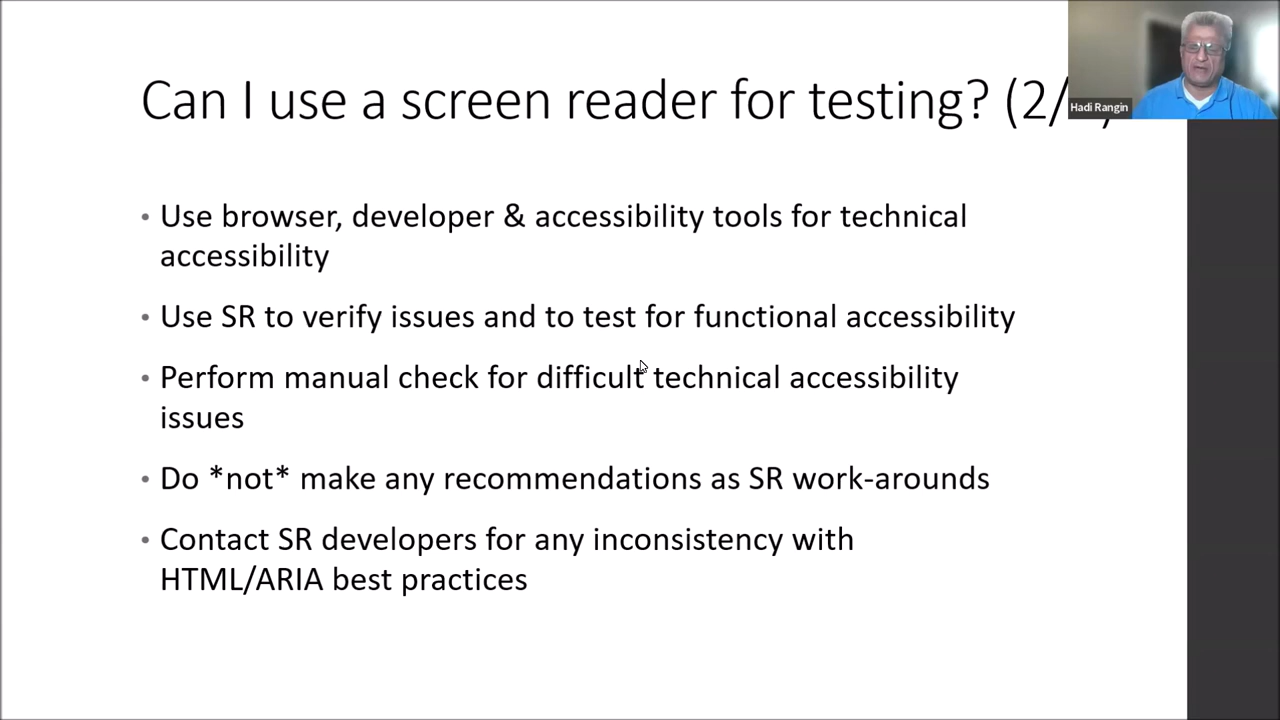 Can I use a screen reader for testing? (2/
Hadi Rangin
• Use browser, developer & accessibility tools for technical
accessibility
• Use SR to verify issues and to test for functional accessibility
• Perform manual check for difficult technical accessibility
issues
• Do *not* make any recommendations as SR work-arounds
• Contact SR developers for any inconsistency with
HTML/ARIA best practices